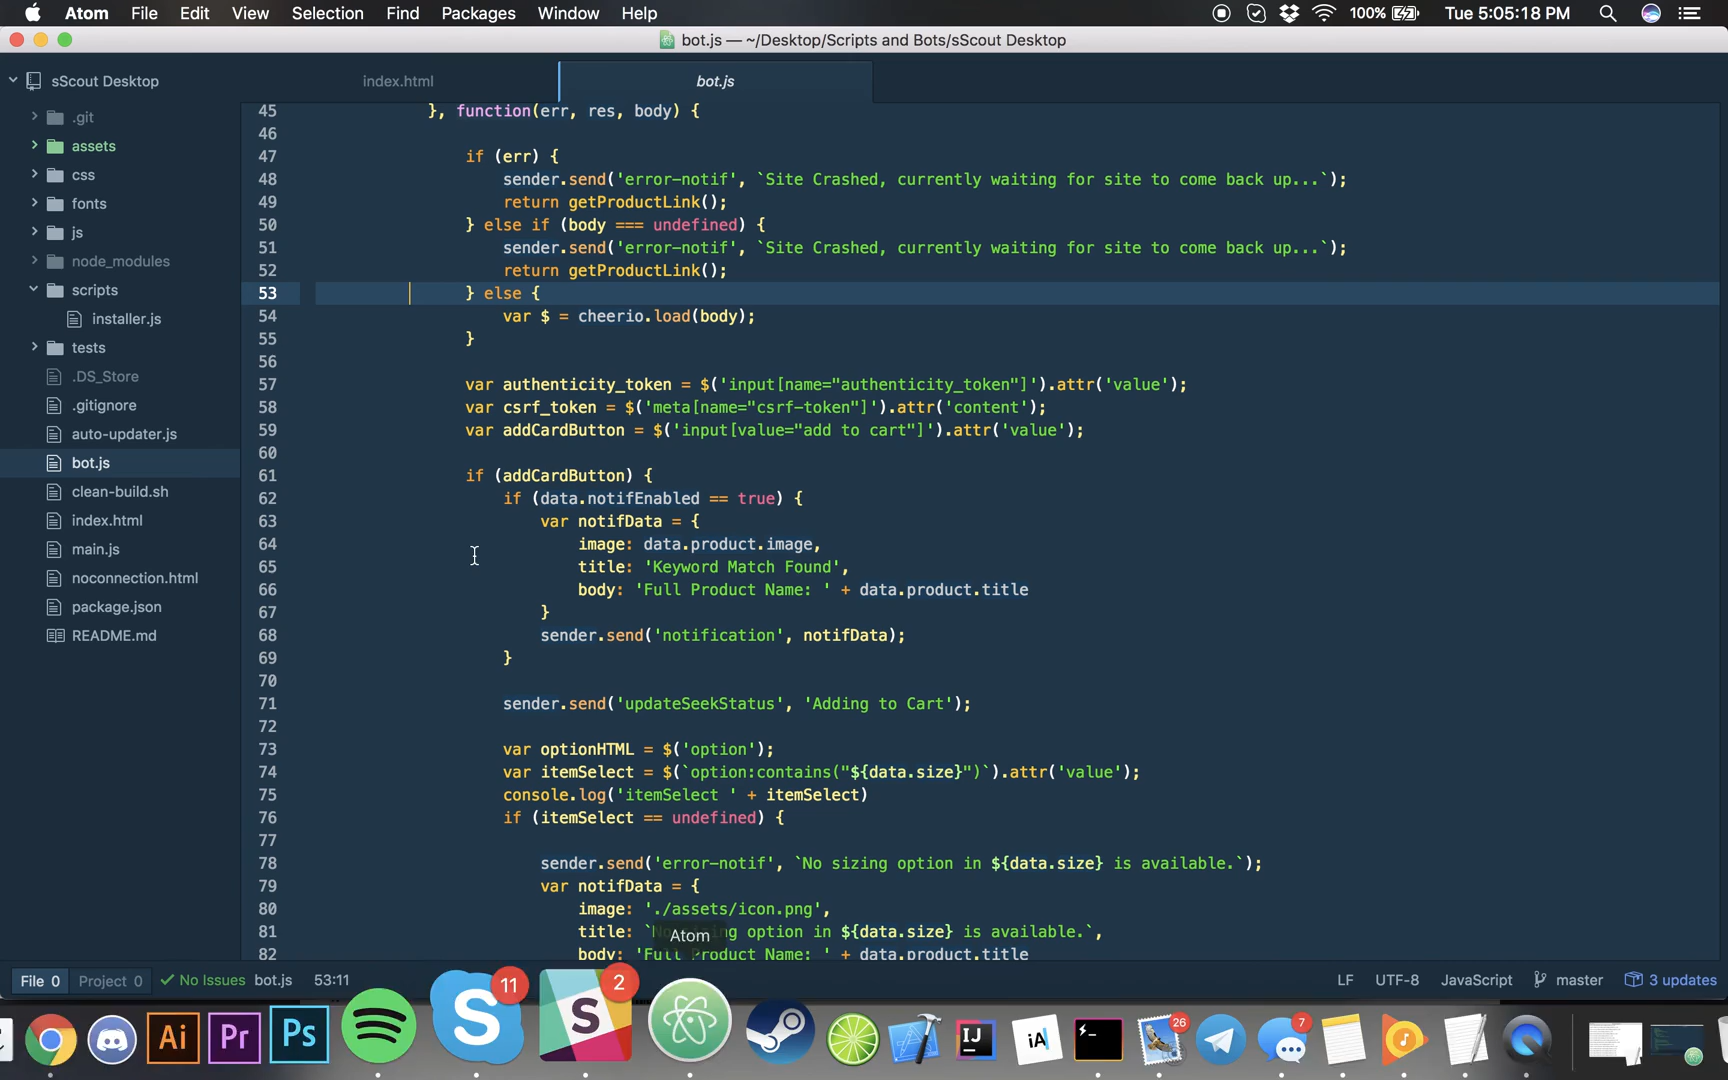 Atom File Edit View Selection Find Packages Window Help 100% Tue 5:05:18 PM
bot.js — ~/Desktop/Scripts and Bots/sScout Desktop
sScout Desktop
.git
assets
css
fonts
js
node_modules
scripts
installer.js
tests
.DS_Store
.gitignore
auto-updater.js
bot.js
clean-build.sh
index.html
main.js
noconnection.html
package.json
README.md
index.html bot.js
45 }, function(err, res, body) {
46
47 if (err) {
48 sender.send('error-notif', `Site Crashed, currently waiting for site to come back up...`);
49 return getProductLink();
50 } else if (body === undefined) {
51 sender.send('error-notif', `Site Crashed, currently waiting for site to come back up...`);
52 return getProductLink();
53 } else {
54 var $ = cheerio.load(body);
55 }
56
57 var authenticity_token = $('input[name="authenticity_token"]').attr('value');
58 var csrf_token = $('meta[name="csrf-token"]').attr('content');
59 var addCardButton = $('input[value="add to cart"]').attr('value');
60
61 if (addCardButton) {
62 if (data.notifEnabled == true) {
63 var notifData = {
64 image: data.product.image,
65 title: 'Keyword Match Found',
66 body: 'Full Product Name: ' + data.product.title
67 }
68 sender.send('notification', notifData);
69 }
70
71 sender.send('updateSeekStatus', 'Adding to Cart');
72
73 var optionHTML = $('option');
74 var itemSelect = $(`option:contains("${data.size}")`).attr('value');
75 console.log('itemSelect ' + itemSelect)
76 if (itemSelect == undefined) {
77
78 sender.send('error-notif', `No sizing option in ${data.size} is available.`);
79 var notifData = {
80 image: './assets/icon.png',
81 title: `No sizing option in ${data.size} is available.`,
82 body: 'Full Product Name: ' + data.product.title
Atom
File 0 Project 0 No Issues bot.js 53:11 LF UTF-8 JavaScript master 3 updates
Ai Pr Ps S 11 S 2 IJ iA 26 7